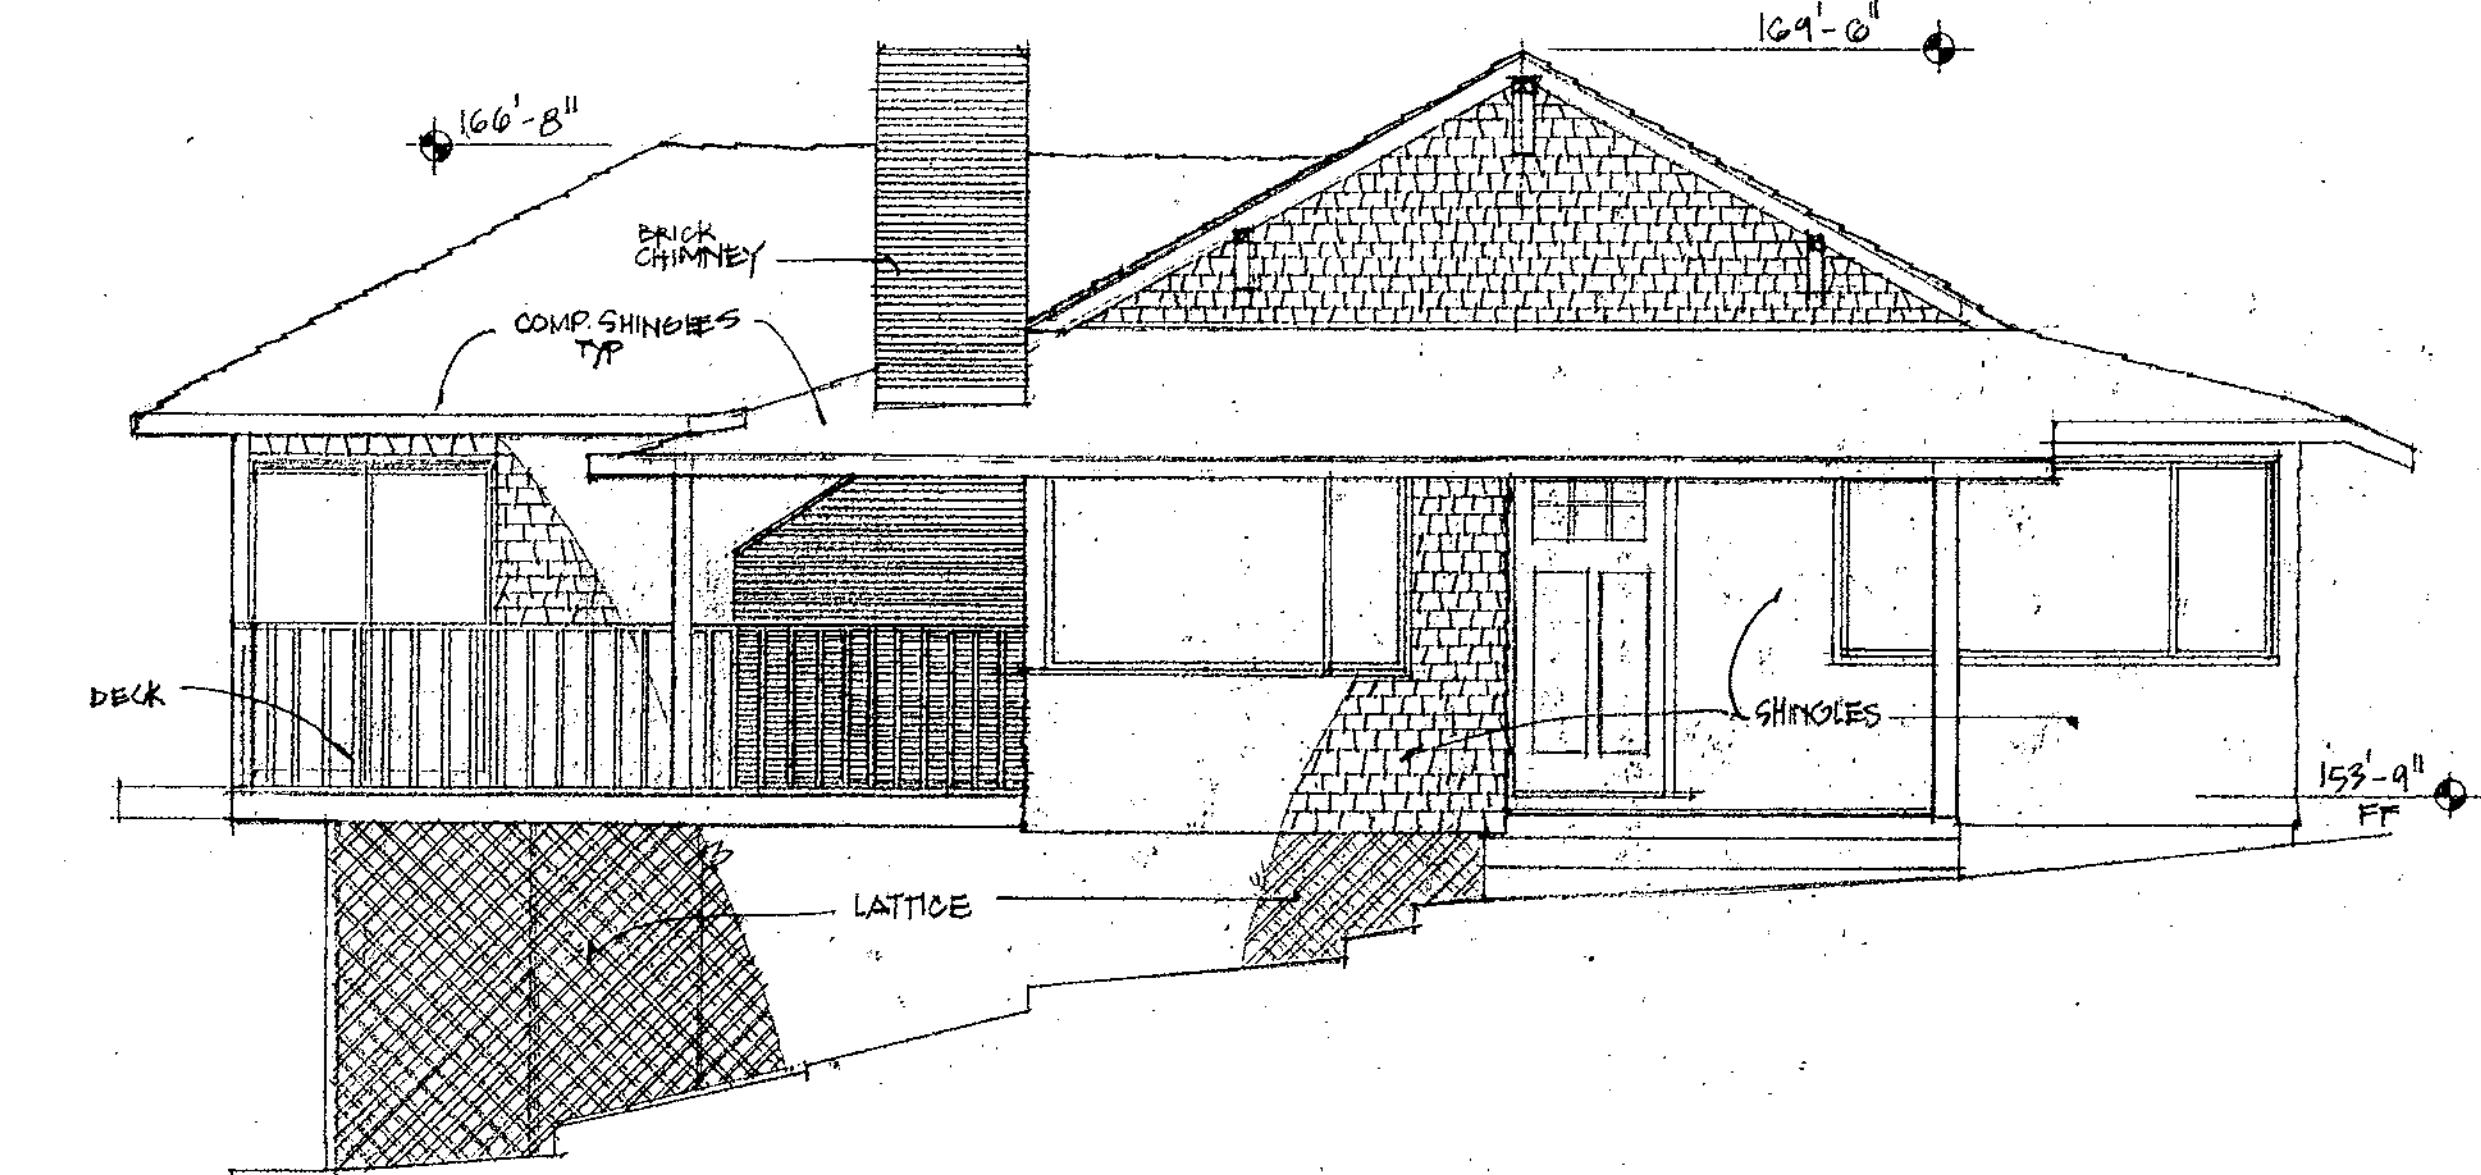 169'-6"
166'-8"
BRICK
CHIMNEY
COMP. SHINGLES
TYP
DECK
SHINGLES
153'-9"
FF
LATTICE